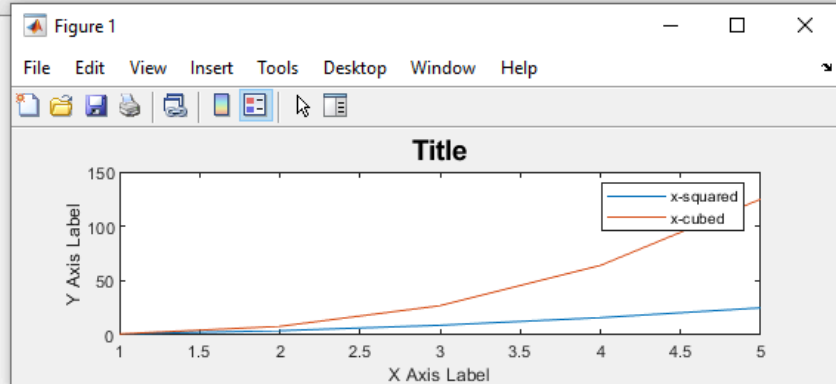 Figure 1
File Edit View Insert Tools Desktop Window Help
Title
150
100
50
0
Y Axis Label
x-squared
x-cubed
1 1.5 2 2.5 3 3.5 4 4.5 5
X Axis Label